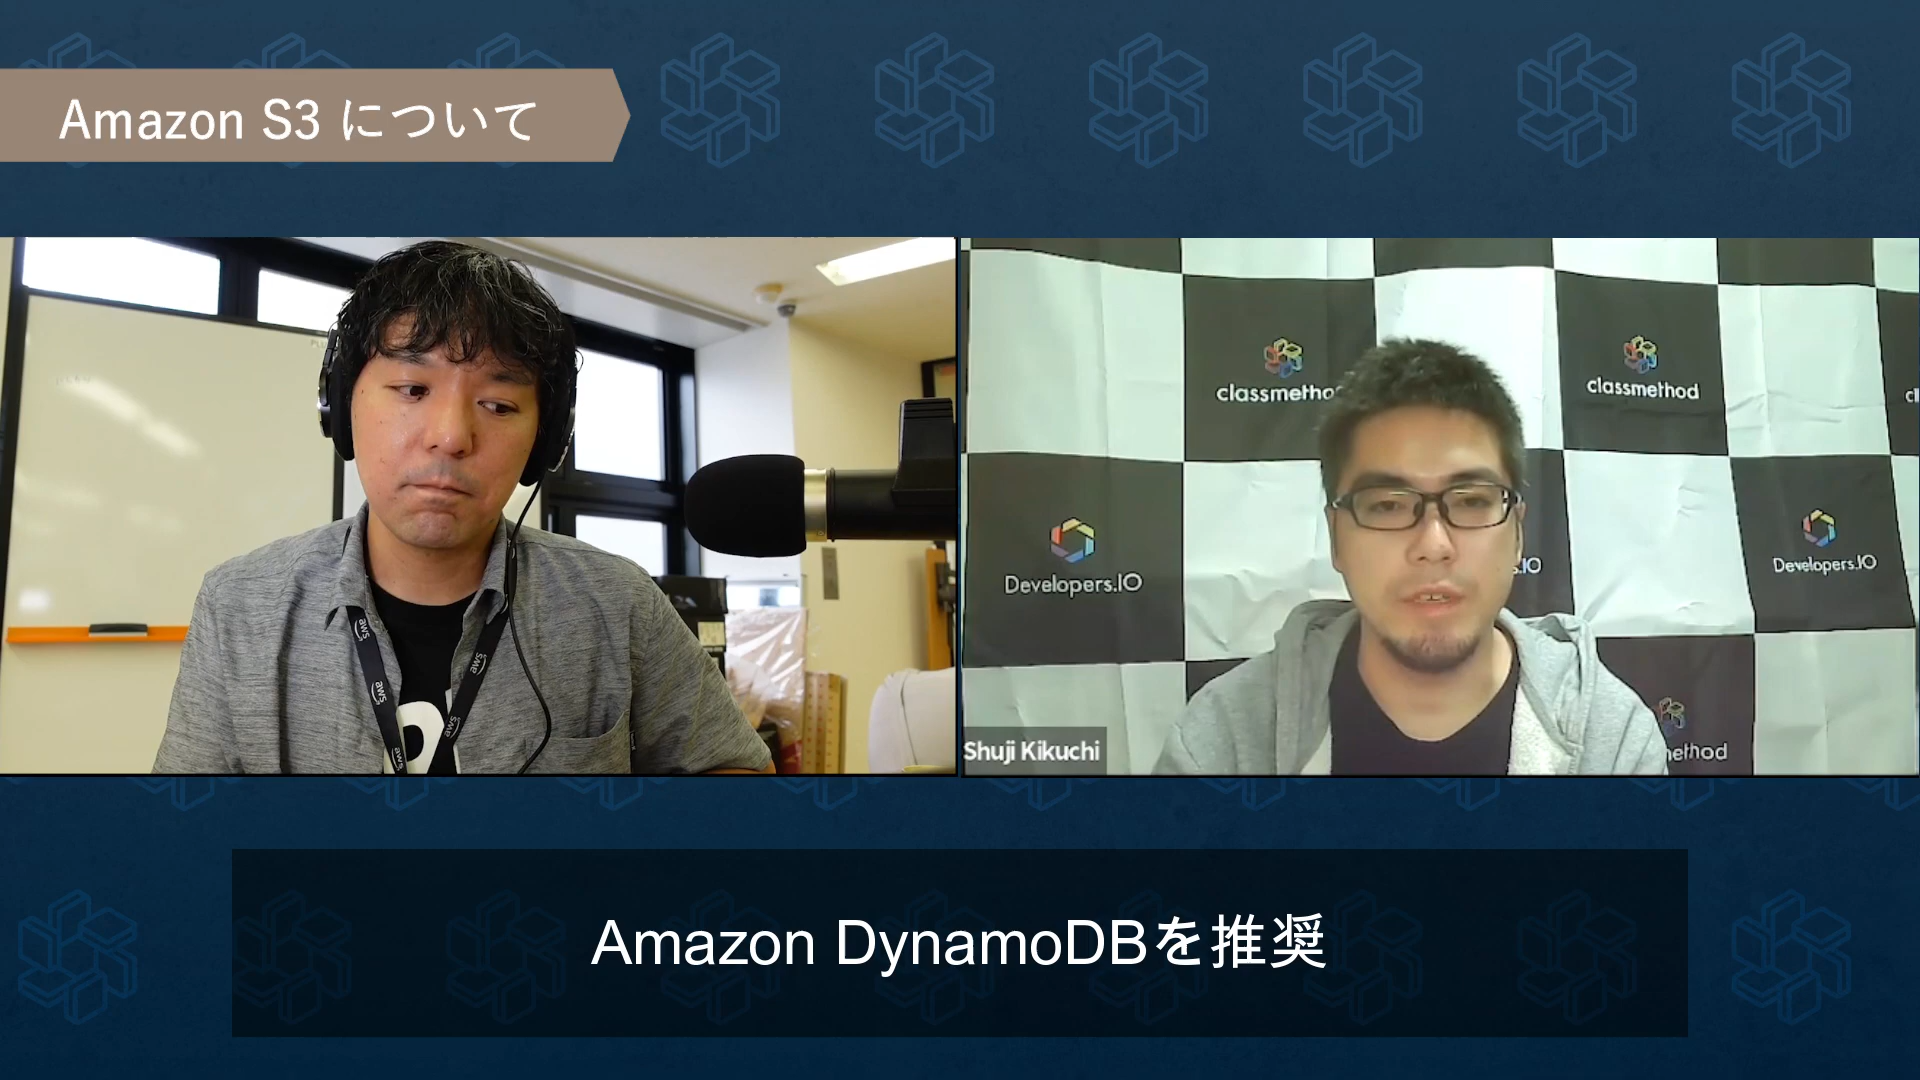 Amazon S3 について
classmetho
classmethod
Developers.IO
s.IO
Developers.IO
aws
aws
aws
aws
aws
Shuji Kikuchi
ethod
Amazon DynamoDBを推奨